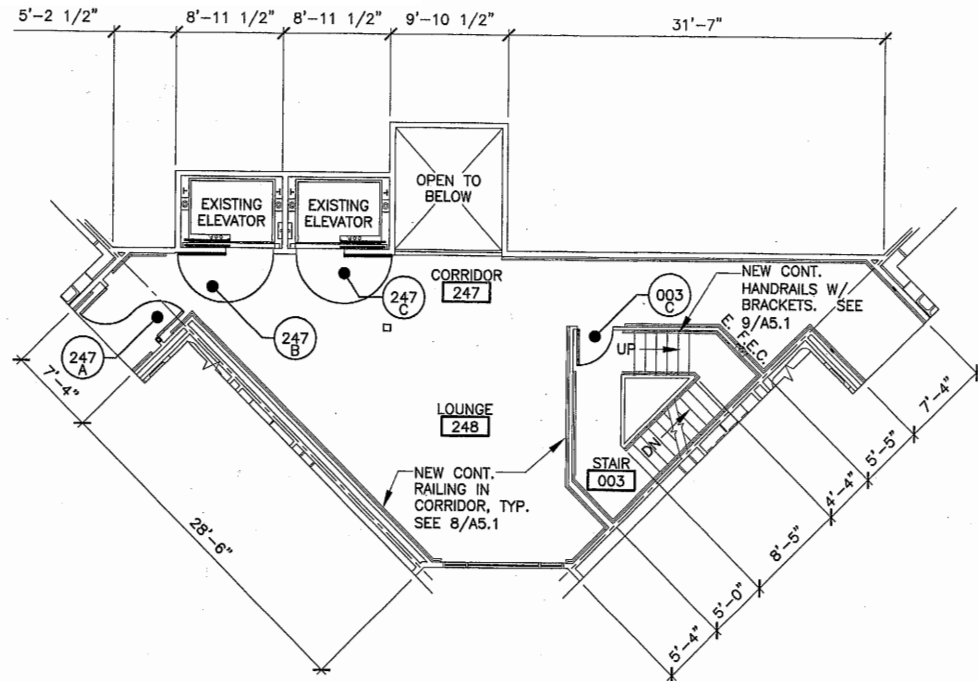 5'-2 1/2"
8'-11 1/2"
8'-11 1/2"
9'-10 1/2"
31'-7"
EXISTING
ELEVATOR
EXISTING
ELEVATOR
OPEN TO
BELOW
CORRIDOR
247
247
A
247
B
247
C
003
C
NEW CONT.
HANDRAILS W/
BRACKETS. SEE
9/A5.1
E. F.E.C.
UP
DN
LOUNGE
248
STAIR
003
NEW CONT.
RAILING IN
CORRIDOR, TYP.
SEE 8/A5.1
7'-4"
28'-6"
7'-4"
5'-5"
4'-4"
8'-5"
5'-0"
5'-4"